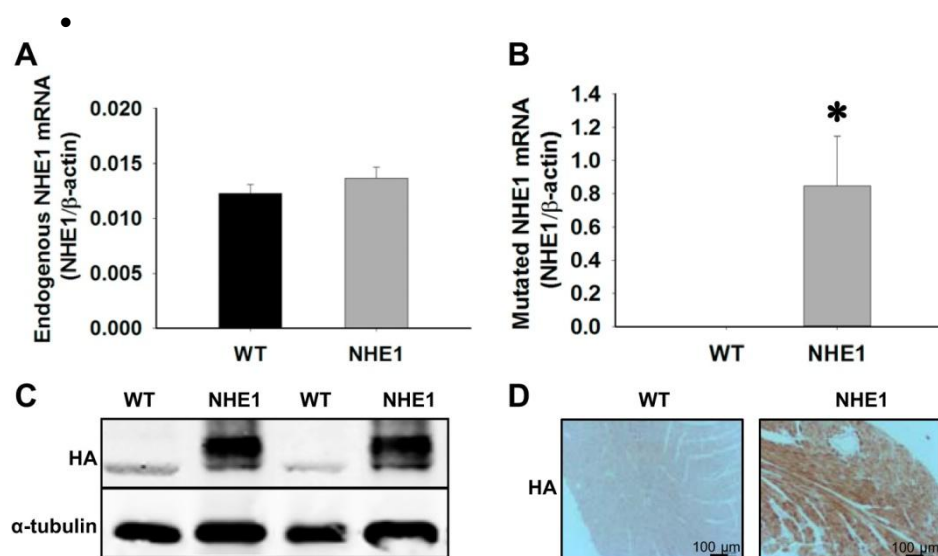 •
A
Endogenous NHE1 mRNA
(NHE1/β-actin)
0.020
0.015
0.010
0.005
0.000
WT NHE1
B
Mutated NHE1 mRNA
(NHE1/β-actin)
1.4
1.2
1.0
0.8
0.6
0.4
0.2
0.0
*
WT NHE1
C
WT NHE1 WT NHE1
HA
α-tubulin
D
WT NHE1
HA
100 µm 100 µm